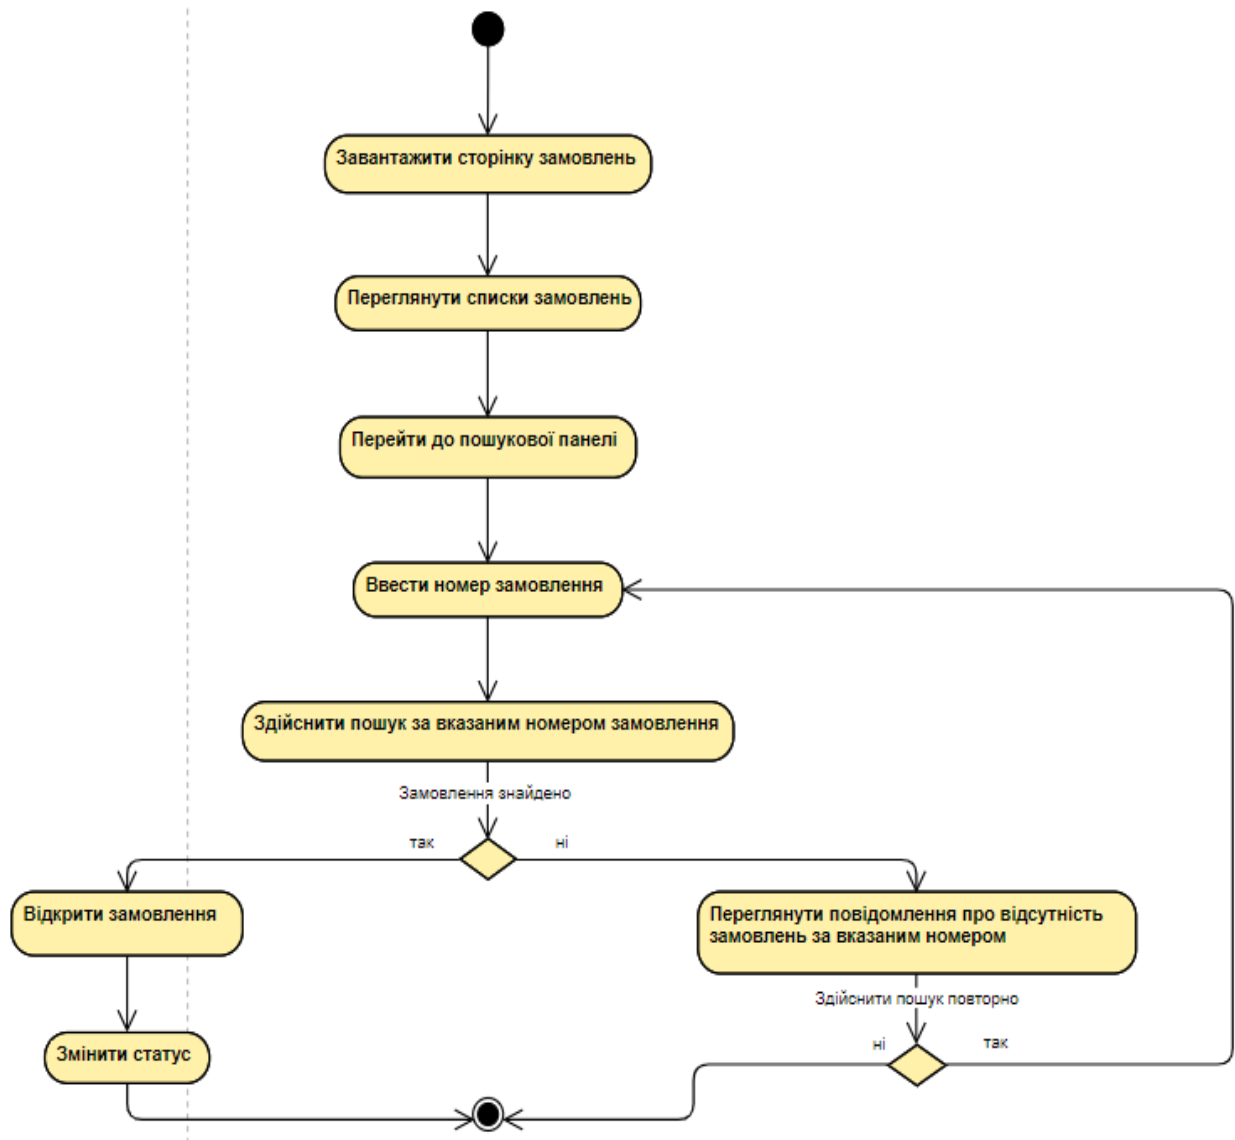 Завантажити сторінку замовлень
Переглянути списки замовлень
Перейти до пошукової панелі
Ввести номер замовлення
Здійснити пошук за вказаним номером замовлення
Замовлення знайдено
так
ні
Відкрити замовлення
Переглянути повідомлення про відсутність
замовлень за вказаним номером
Здійснити пошук повторно
ні
так
Змінити статус